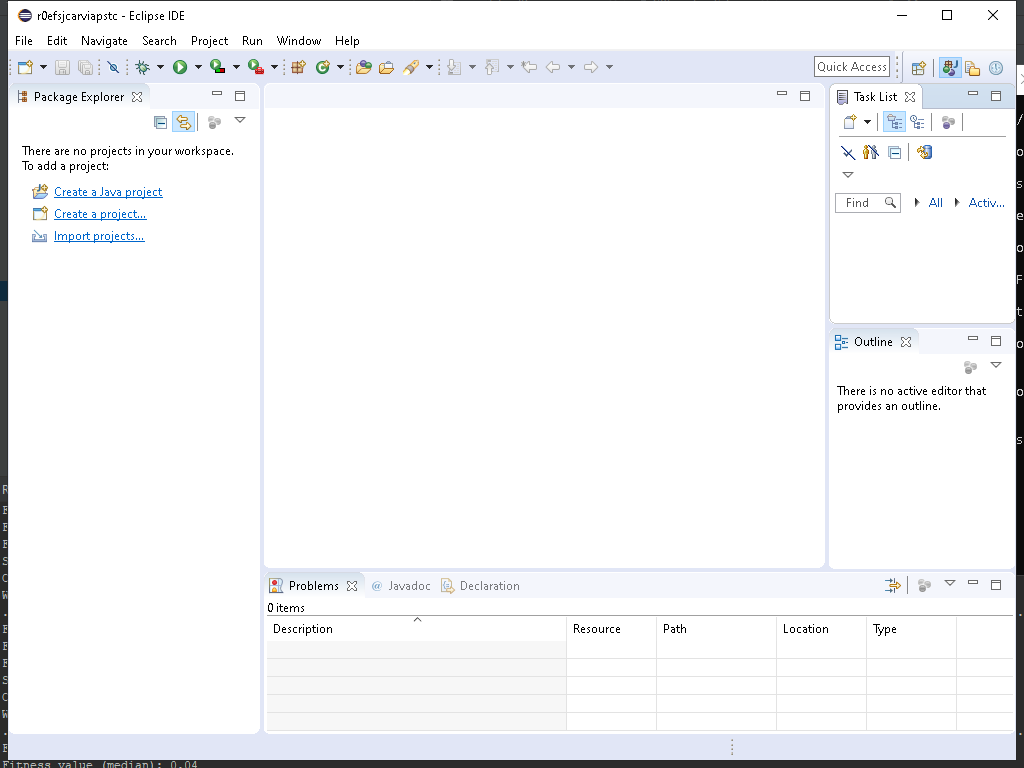 r0efsjcarviapstc - Eclipse IDE
File Edit Navigate Search Project Run Window Help
Quick Access
Package Explorer
There are no projects in your workspace.
To add a project:
Create a Java project
Create a project...
Import projects...
Task List
Find All Activ...
Outline
There is no active editor that
provides an outline.
Problems @ Javadoc Declaration
0 items
Description Resource Path Location Type
Fitness value (median): 0.04